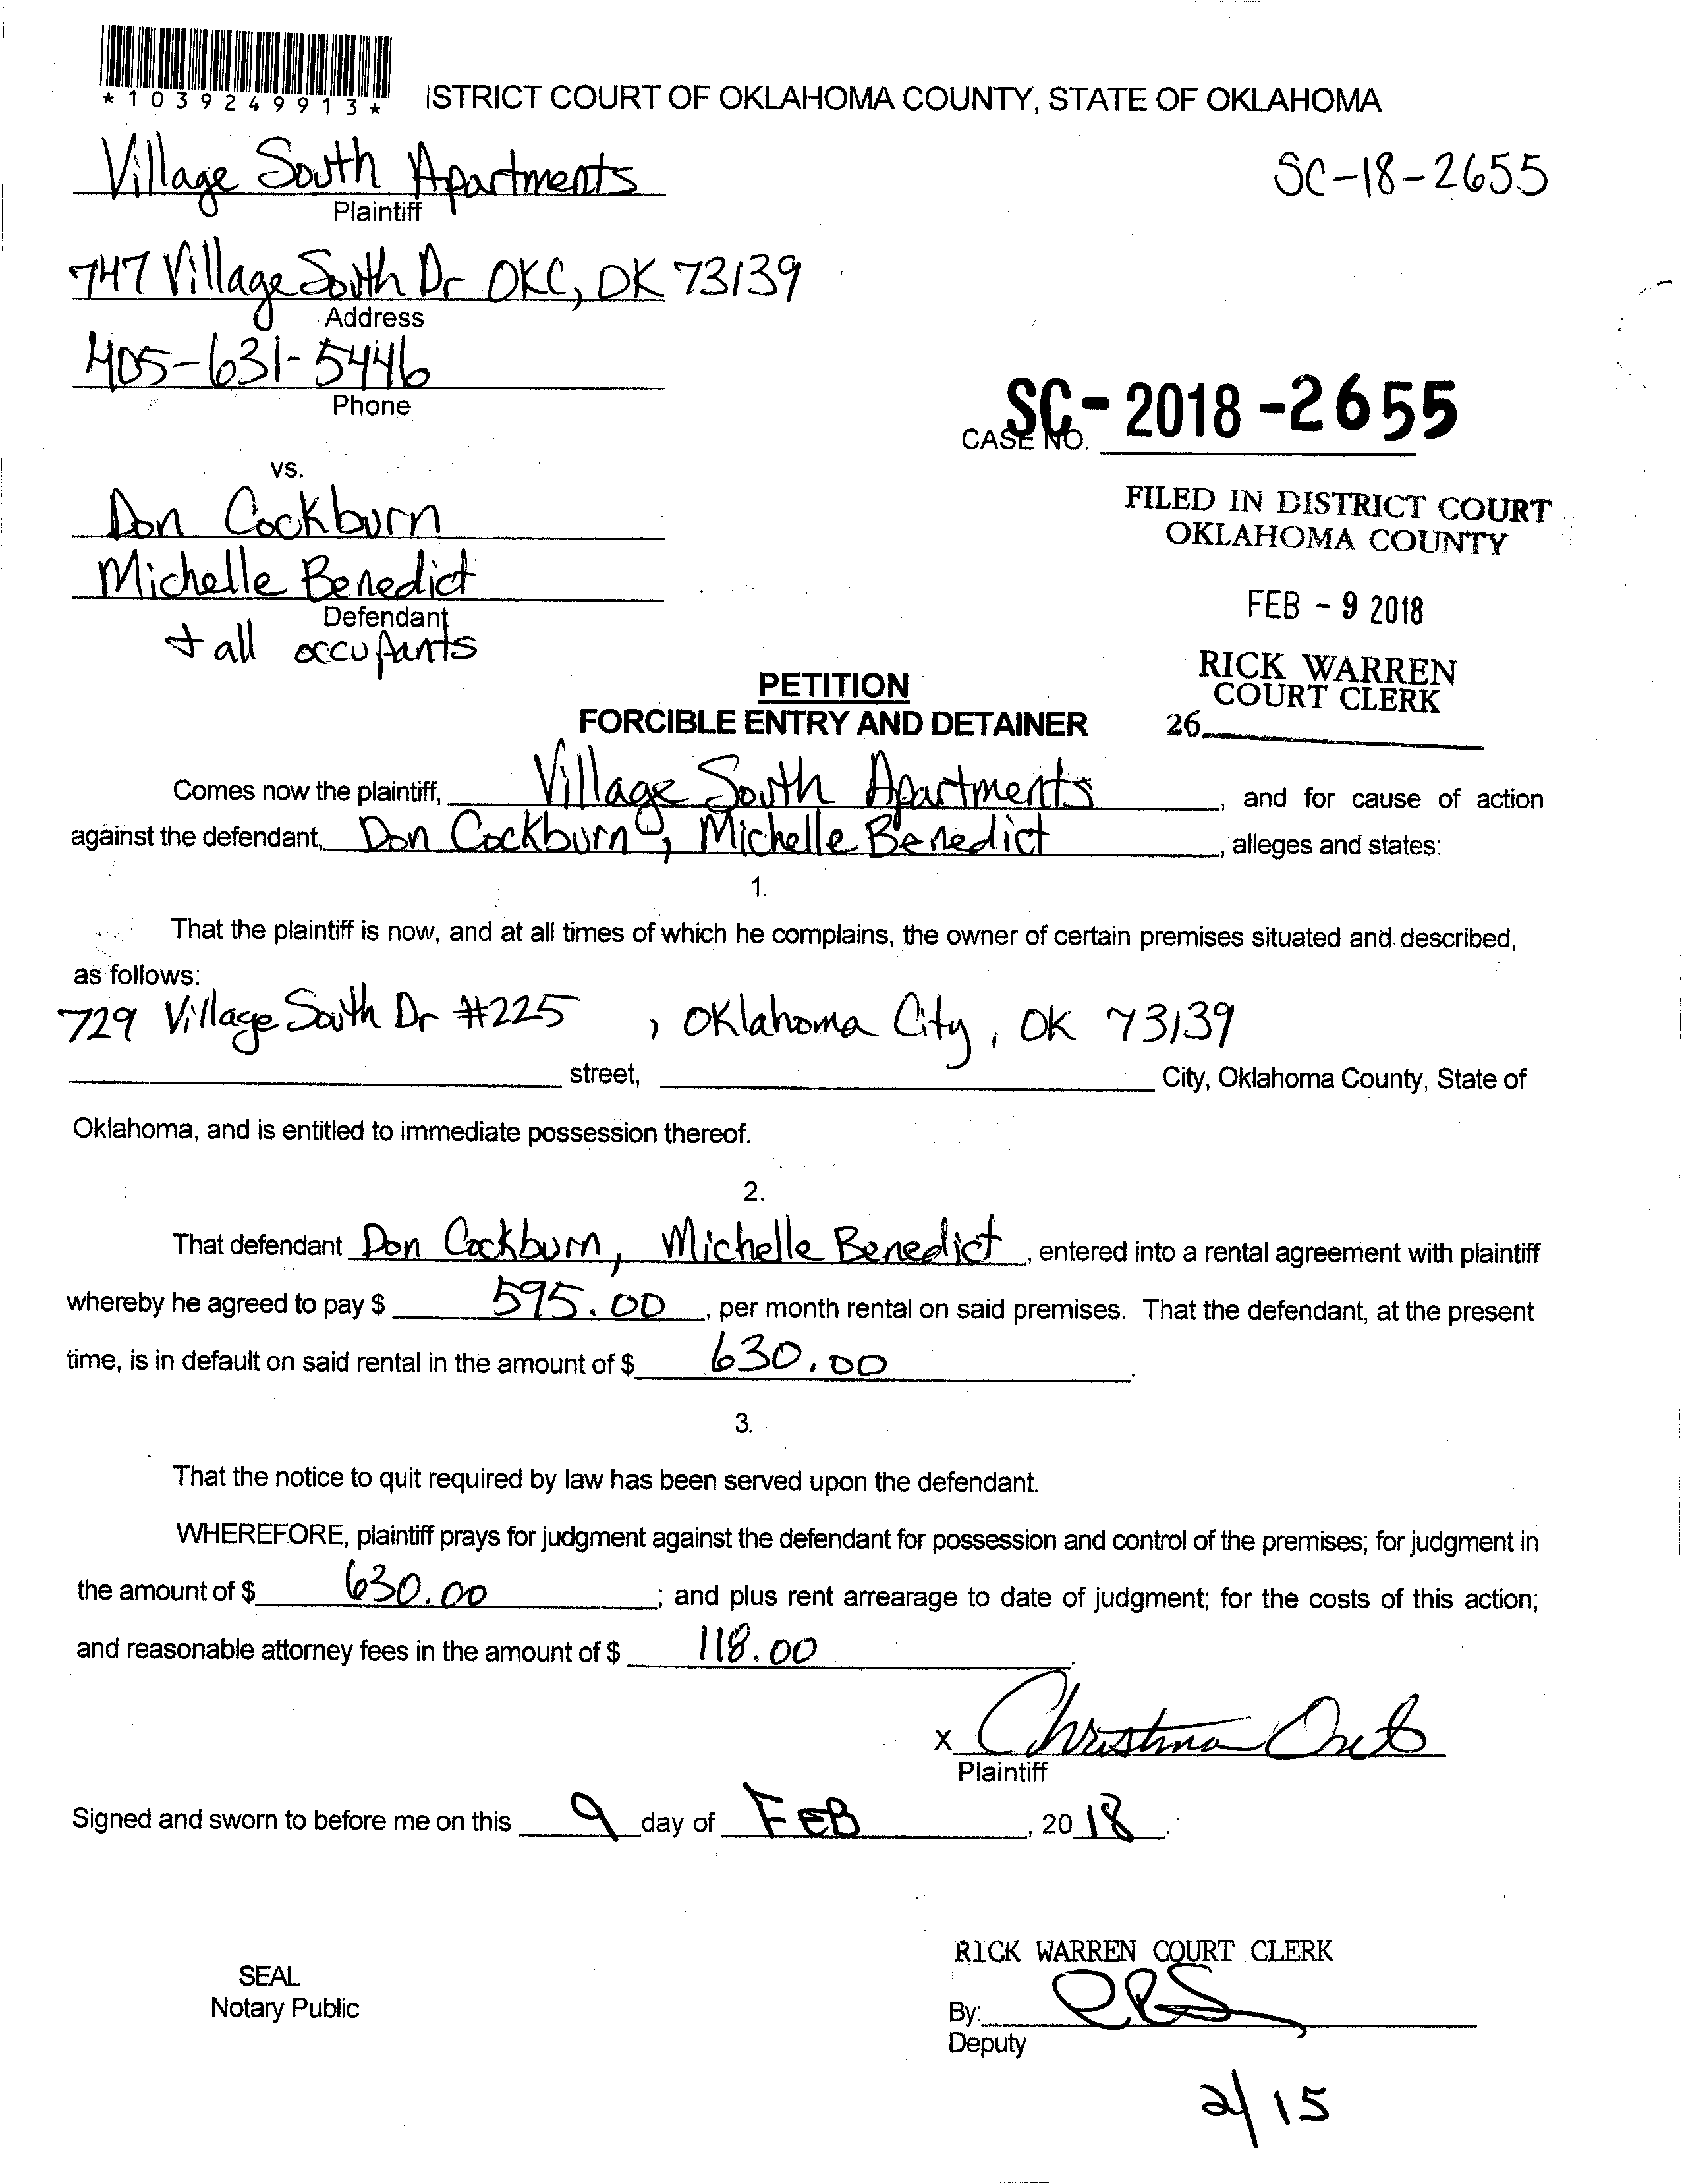 *1039249913*
ISTRICT COURT OF OKLAHOMA COUNTY, STATE OF OKLAHOMA
Village South Apartments
SC-18-2655
Plaintiff
747 Village South Dr OKC, OK 73139
Address
405-631-5446
Phone
CASE NO. SC-2018-2655
vs.
FILED IN DISTRICT COURT
OKLAHOMA COUNTY
Don Cockburn
Michelle Benedict
Defendant
FEB - 9 2018
+ all occupants
RICK WARREN
COURT CLERK
PETITION
FORCIBLE ENTRY AND DETAINER
26
Comes now the plaintiff, Village South Apartments, and for cause of action
against the defendant, Don Cockburn, Michelle Benedict, alleges and states:
1.
That the plaintiff is now, and at all times of which he complains, the owner of certain premises situated and described,
as follows:
729 Village South Dr #225, Oklahoma City, OK 73139
street, City, Oklahoma County, State of
Oklahoma, and is entitled to immediate possession thereof.
2.
That defendant Don Cockburn, Michelle Benedict, entered into a rental agreement with plaintiff
whereby he agreed to pay $ 595.00, per month rental on said premises. That the defendant, at the present
time, is in default on said rental in the amount of $ 630.00.
3.
That the notice to quit required by law has been served upon the defendant.
WHEREFORE, plaintiff prays for judgment against the defendant for possession and control of the premises; for judgment in
the amount of $ 630.00; and plus rent arrearage to date of judgment; for the costs of this action;
and reasonable attorney fees in the amount of $ 118.00.
x Christina
Plaintiff
Signed and sworn to before me on this 9 day of FEB, 2018.
RICK WARREN COURT CLERK
SEAL
Notary Public
By:
Deputy
2/15